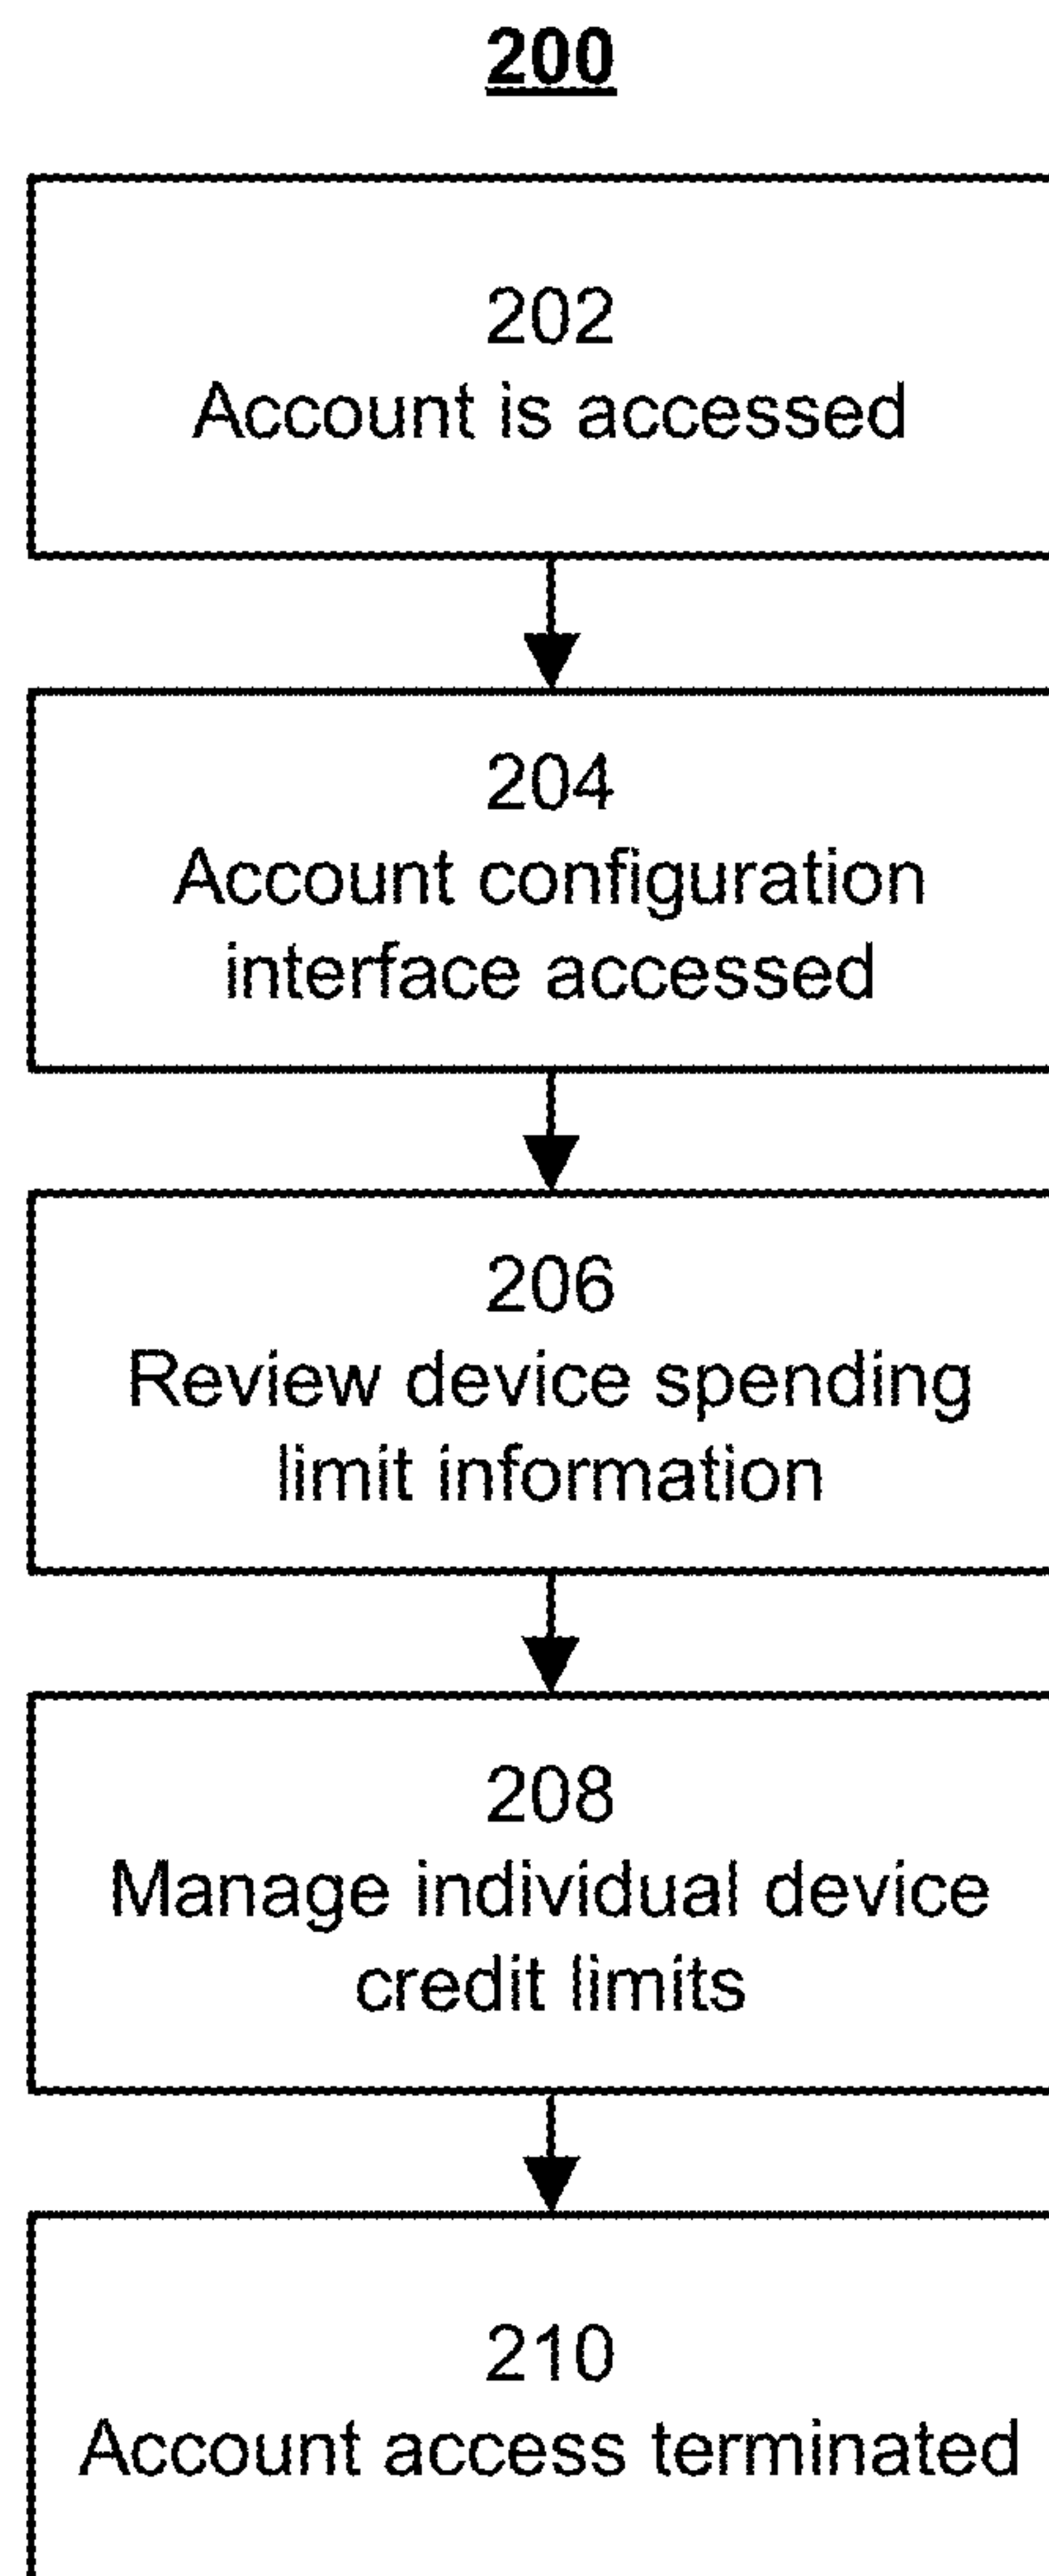 200
202
Account is accessed
204
Account configuration
interface accessed
206
Review device spending
limit information
208
Manage individual device
credit limits
210
Account access terminated